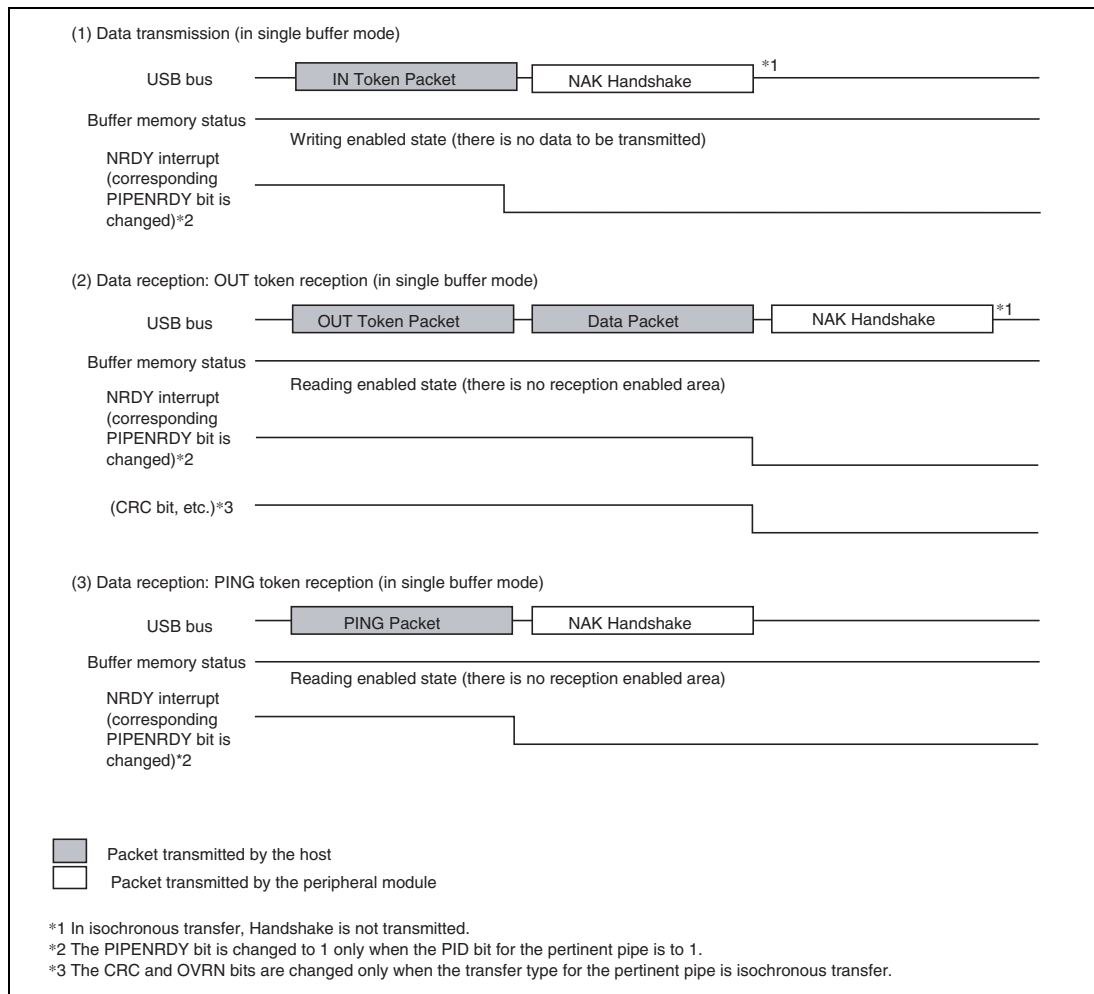 (1) Data transmission (in single buffer mode)
USB bus
IN Token Packet
NAK Handshake
*1
Buffer memory status
Writing enabled state (there is no data to be transmitted)
NRDY interrupt
(corresponding
PIPENRDY bit is
changed)*2
(2) Data reception: OUT token reception (in single buffer mode)
USB bus
OUT Token Packet
Data Packet
NAK Handshake
*1
Buffer memory status
Reading enabled state (there is no reception enabled area)
NRDY interrupt
(corresponding
PIPENRDY bit is
changed)*2
(CRC bit, etc.)*3
(3) Data reception: PING token reception (in single buffer mode)
USB bus
PING Packet
NAK Handshake
Buffer memory status
Reading enabled state (there is no reception enabled area)
NRDY interrupt
(corresponding
PIPENRDY bit is
changed)*2
Packet transmitted by the host
Packet transmitted by the peripheral module
*1 In isochronous transfer, Handshake is not transmitted.
*2 The PIPENRDY bit is changed to 1 only when the PID bit for the pertinent pipe is to 1.
*3 The CRC and OVRN bits are changed only when the transfer type for the pertinent pipe is isochronous transfer.